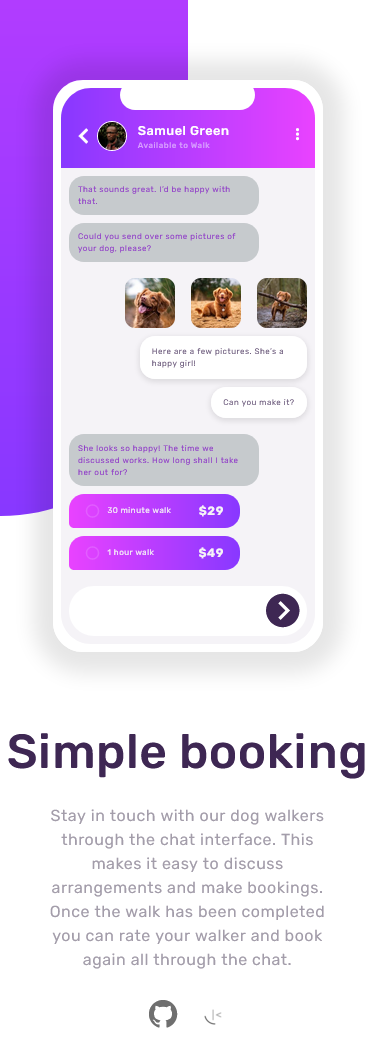 Samuel Green
Available to Walk
That sounds great. I'd be happy with
that.
Could you send over some pictures of
your dog, please?
Here are a few pictures. She's a
happy girl!
Can you make it?
She looks so happy! The time we
discussed works. How long shall I take
her out for?
30 minute walk $29
1 hour walk $49
Simple booking
Stay in touch with our dog walkers
through the chat interface. This
makes it easy to discuss
arrangements and make bookings.
Once the walk has been completed
you can rate your walker and book
again all through the chat.